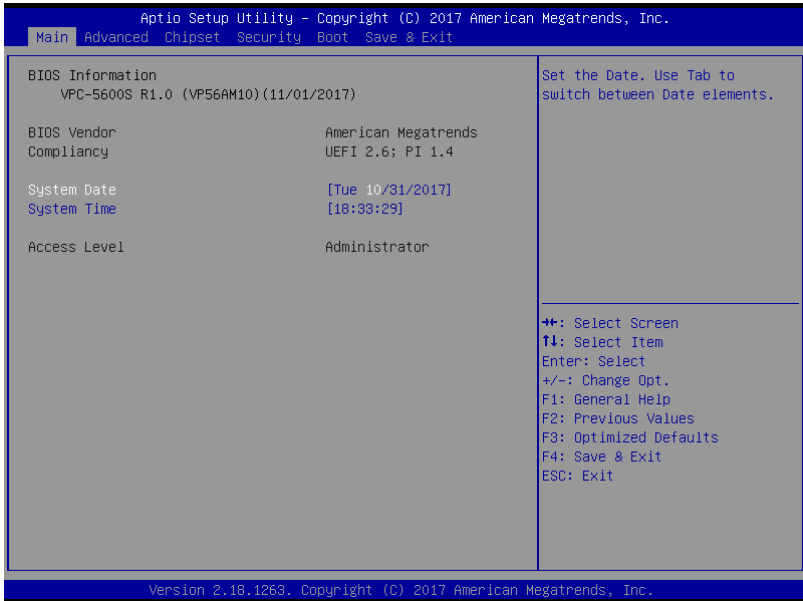 Aptio Setup Utility – Copyright (C) 2017 American Megatrends, Inc.
Main Advanced Chipset Security Boot Save & Exit
BIOS Information
VPC-5600S R1.0 (VP56AM10)(11/01/2017)
BIOS Vendor American Megatrends
Compliancy UEFI 2.6; PI 1.4
System Date [Tue 10/31/2017]
System Time [18:33:29]
Access Level Administrator
Set the Date. Use Tab to
switch between Date elements.
→←: Select Screen
↑↓: Select Item
Enter: Select
+/-: Change Opt.
F1: General Help
F2: Previous Values
F3: Optimized Defaults
F4: Save & Exit
ESC: Exit
Version 2.18.1263. Copyright (C) 2017 American Megatrends, Inc.